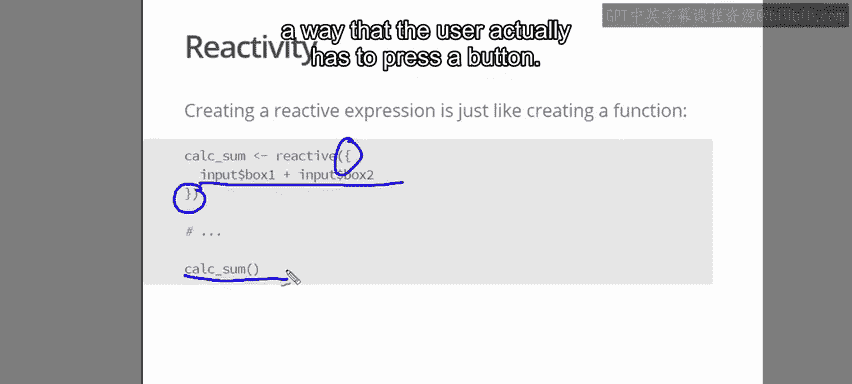 a way that the user actually
has to press a button.
Reactivity
Creating a reactive expression is just like creating a function:
calc_sum <- reactive({
input$box1 + input$box2
})
# ...
calc_sum()